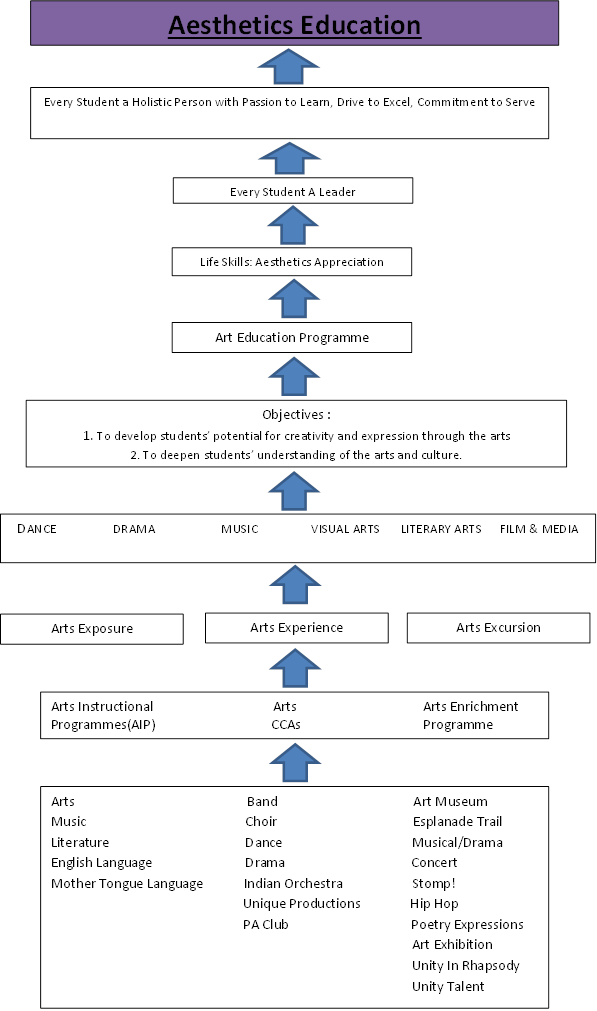 Aesthetics Education
Every Student a Holistic Person with Passion to Learn, Drive to Excel, Commitment to Serve
Every Student A Leader
Life Skills: Aesthetics Appreciation
Art Education Programme
Objectives :
1. To develop students' potential for creativity and expression through the arts
2. To deepen students' understanding of the arts and culture.
DANCE DRAMA MUSIC VISUAL ARTS LITERARY ARTS FILM & MEDIA
Arts Exposure Arts Experience Arts Excursion
Arts Instructional
Programmes(AIP)
Arts
CCAs
Arts Enrichment
Programme
Arts
Music
Literature
English Language
Mother Tongue Language
Band
Choir
Dance
Drama
Indian Orchestra
Unique Productions
PA Club
Art Museum
Esplanade Trail
Musical/Drama
Concert
Stomp!
Hip Hop
Poetry Expressions
Art Exhibition
Unity In Rhapsody
Unity Talent